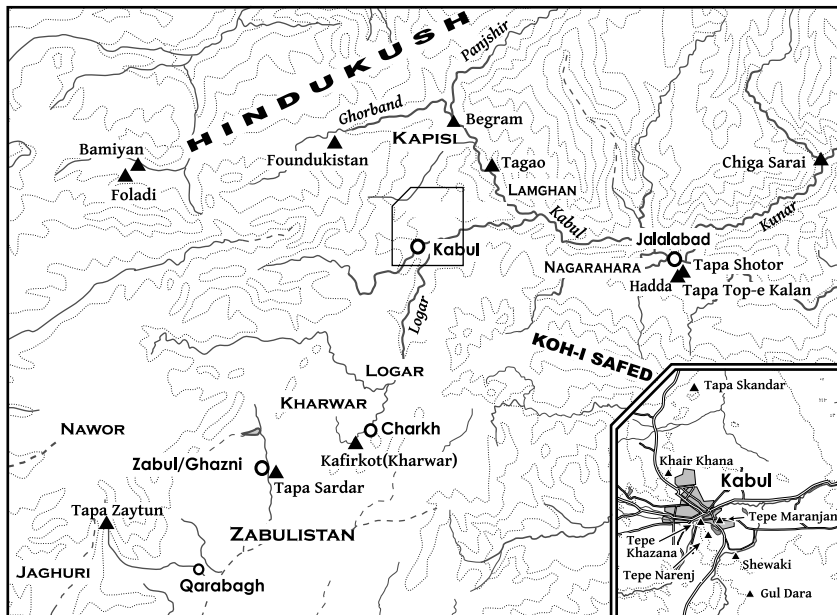 HINDUKUSH
Panjshir
Ghorband
Begram
KAPISI
Bamiyan
Foundukistan
Tagao
Chiga Sarai
Foladi
LAMGHAN
Kabul
Kunar
Kabul
Jalalabad
NAGARAHARA
Tapa Shotor
Hadda
Tapa Top-e Kalan
Logar
KOH-I SAFED
LOGAR
KHARWAR
NAWOR
Charkh
Zabul/Ghazni
Kafirkot(Kharwar)
Tapa Sardar
Tapa Zaytun
ZABULISTAN
JAGHURI
Qarabagh
Tapa Skandar
Khair Khana
Kabul
Tepe Maranjan
Tepe
Khazana
Tepe Narenj
Shewaki
Gul Dara